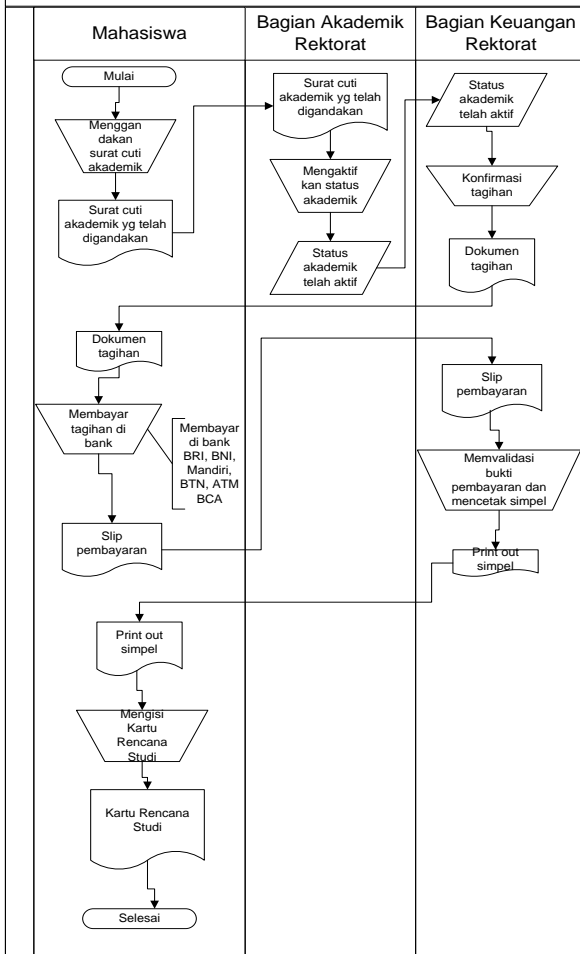 Mahasiswa
Bagian Akademik
Rektorat
Bagian Keuangan
Rektorat
Mulai
Menggan
dakan
surat cuti
akademik
Surat cuti
akademik yg telah
digandakan
Surat cuti
akademik yg telah
digandakan
Mengaktif
kan status
akademik
Status
akademik
telah aktif
Status
akademik
telah aktif
Konfirmasi
tagihan
Dokumen
tagihan
Dokumen
tagihan
Membayar
tagihan di
bank
Membayar
di bank
BRI, BNI,
Mandiri,
BTN, ATM
BCA
Slip
pembayaran
Slip
pembayaran
Memvalidasi
bukti
pembayaran dan
mencetak simpel
Print out
simpel
Print out
simpel
Mengisi
Kartu
Rencana
Studi
Kartu Rencana
Studi
Selesai